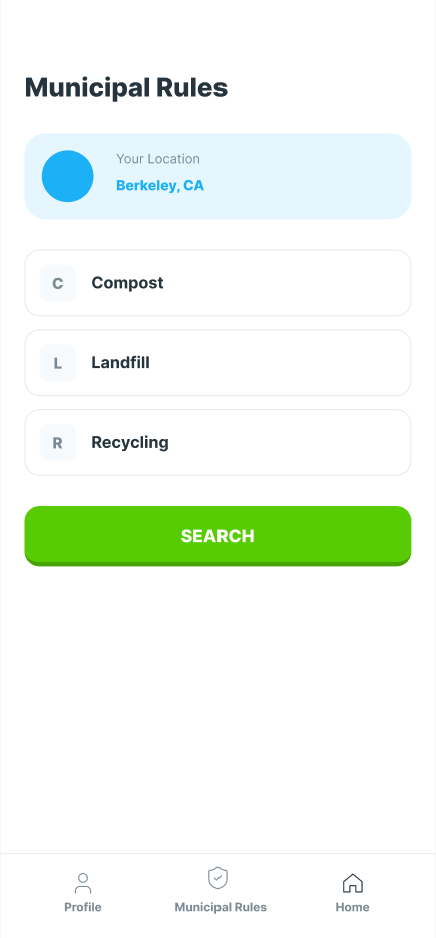 Municipal Rules
Your Location
Berkeley, CA
C
Compost
L
Landfill
R
Recycling
SEARCH
Profile
Municipal Rules
Home